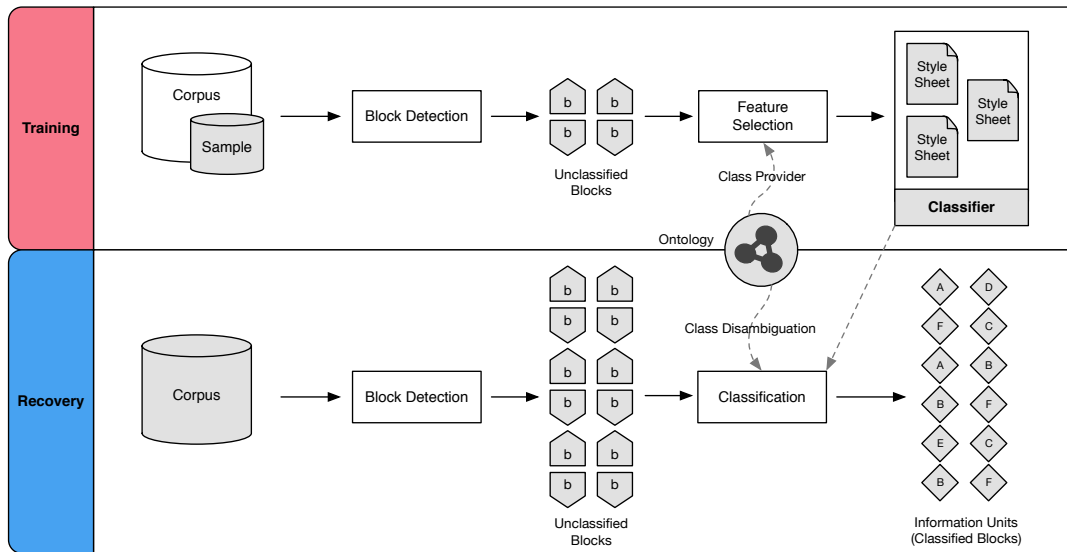 Training
Corpus
Sample
Block Detection
b b
b b
Unclassified
Blocks
Feature
Selection
Style
Sheet
Style
Sheet
Style
Sheet
Classifier
Class Provider
Ontology
Class Disambiguation
Recovery
Corpus
Block Detection
b b
b b
b b
b b
b b
b b
Unclassified
Blocks
Classification
A D
F C
A B
B F
E C
B F
Information Units
(Classified Blocks)